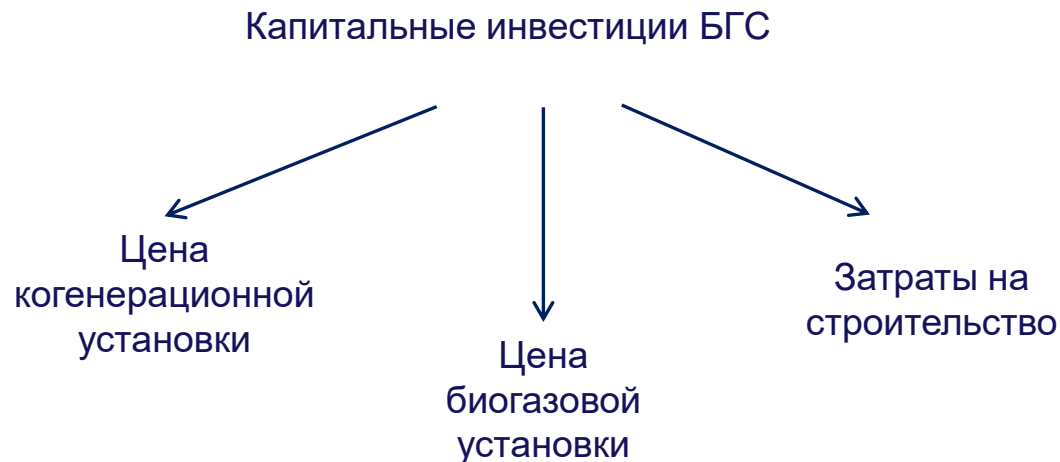 Капитальные инвестиции БГС
Цена
когенерационной
установки
Цена
биогазовой
установки
Затраты на
строительство